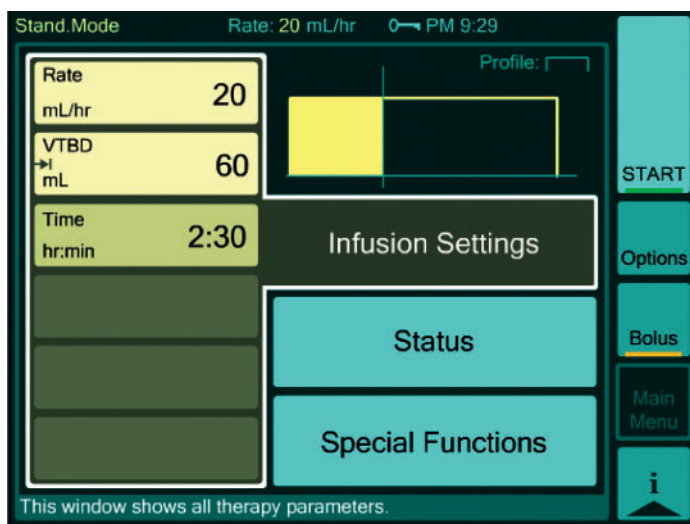 Stand.Mode Rate: 20 mL/hr PM 9:29
Rate
mL/hr
20
Profile:
VTBD
mL
60
START
Time
hr:min
2:30
Infusion Settings
Options
Status
Bolus
Main
Menu
Special Functions
i
This window shows all therapy parameters.